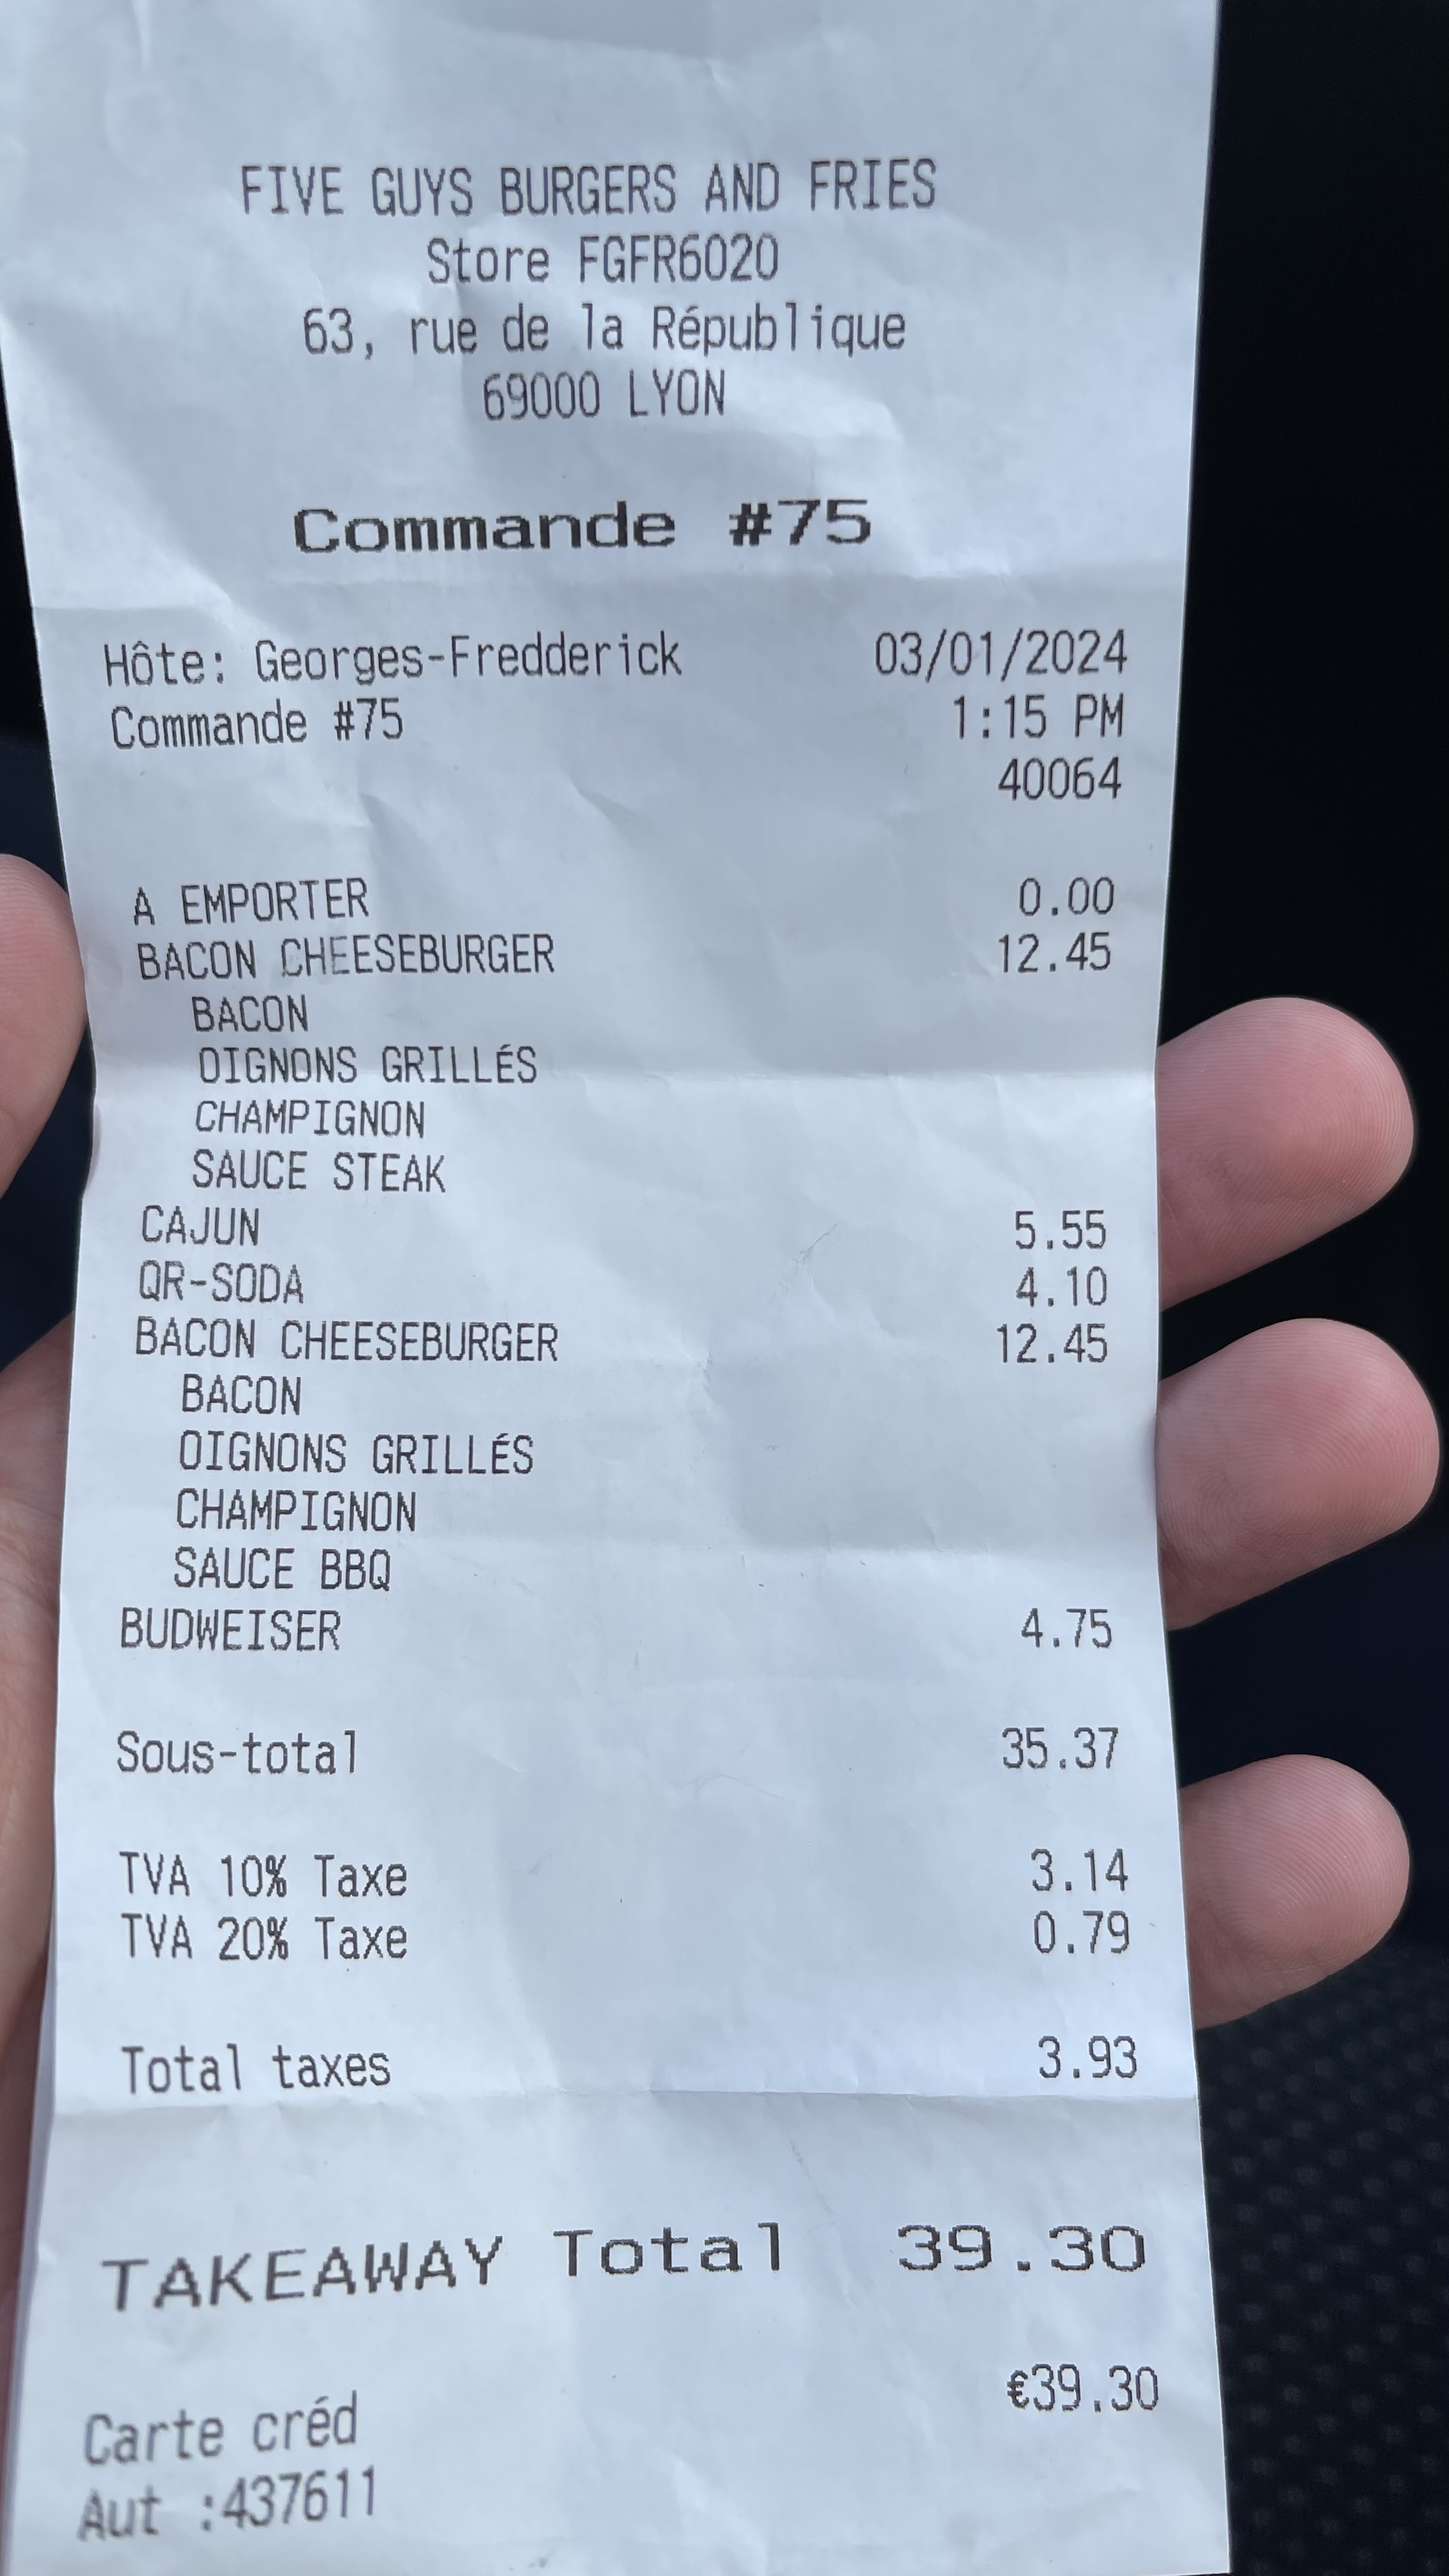 FIVE GUYS BURGERS AND FRIES
Store FGFR6020
63, rue de la République
69000 LYON
Commande #75
Hôte: Georges-Fredderick 03/01/2024
Commande #75 1:15 PM
40064
A EMPORTER 0.00
BACON CHEESEBURGER 12.45
BACON
OIGNONS GRILLÉS
CHAMPIGNON
SAUCE STEAK
CAJUN 5.55
QR-SODA 4.10
BACON CHEESEBURGER 12.45
BACON
OIGNONS GRILLÉS
CHAMPIGNON
SAUCE BBQ
BUDWEISER 4.75
Sous-total 35.37
TVA 10% Taxe 3.14
TVA 20% Taxe 0.79
Total taxes 3.93
TAKEAWAY Total 39.30
Carte créd €39.30
Aut :437611